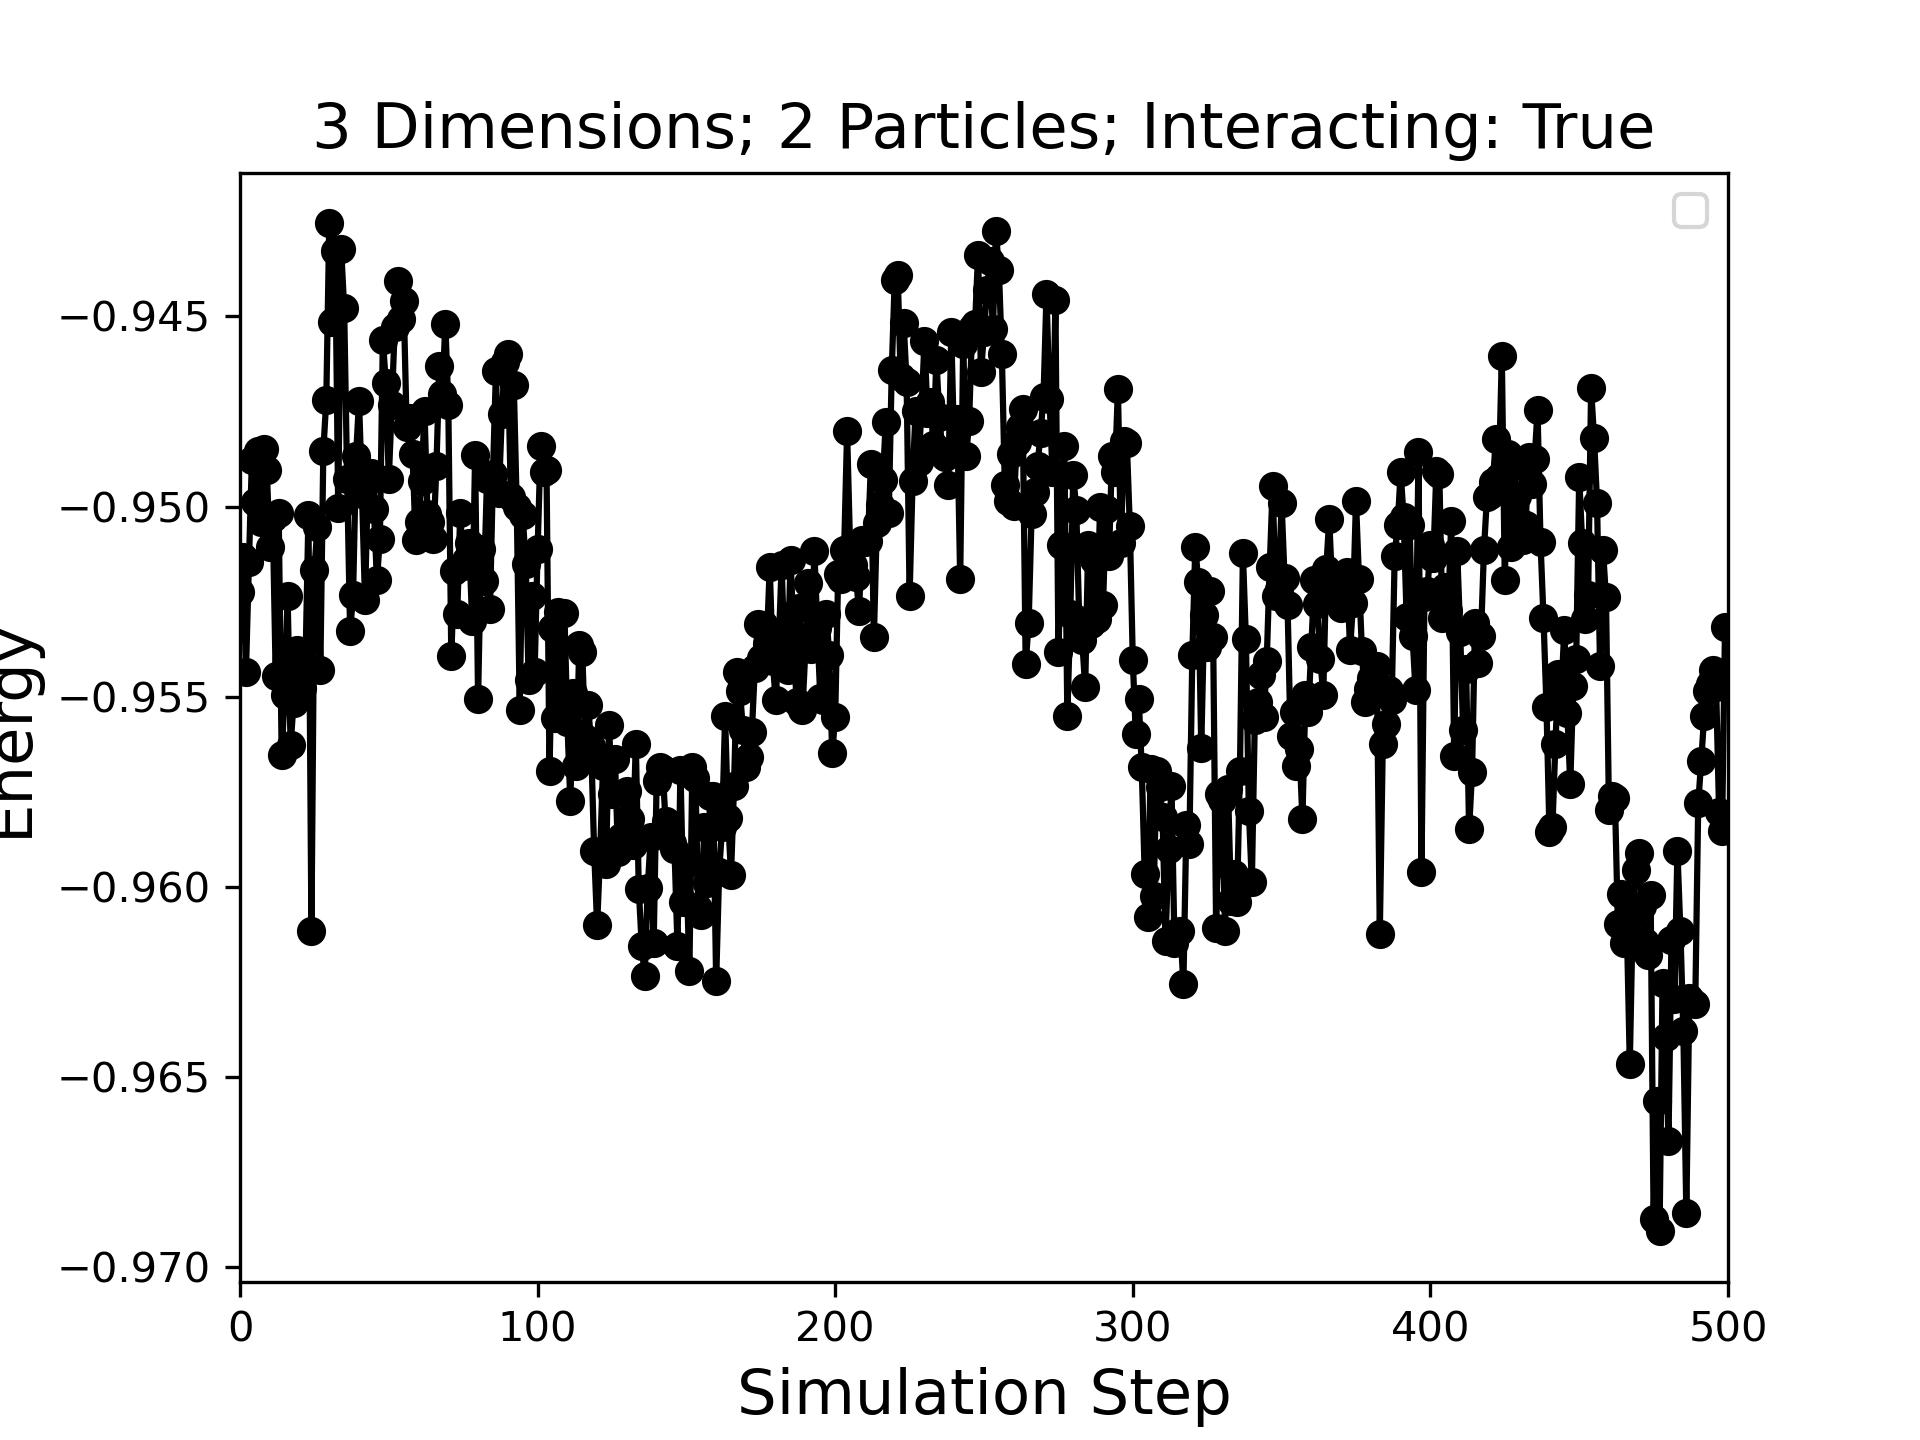 3 Dimensions; 2 Particles; Interacting: True
Energy
−0.945
−0.950
−0.955
−0.960
−0.965
−0.970
0 100 200 300 400 500
Simulation Step